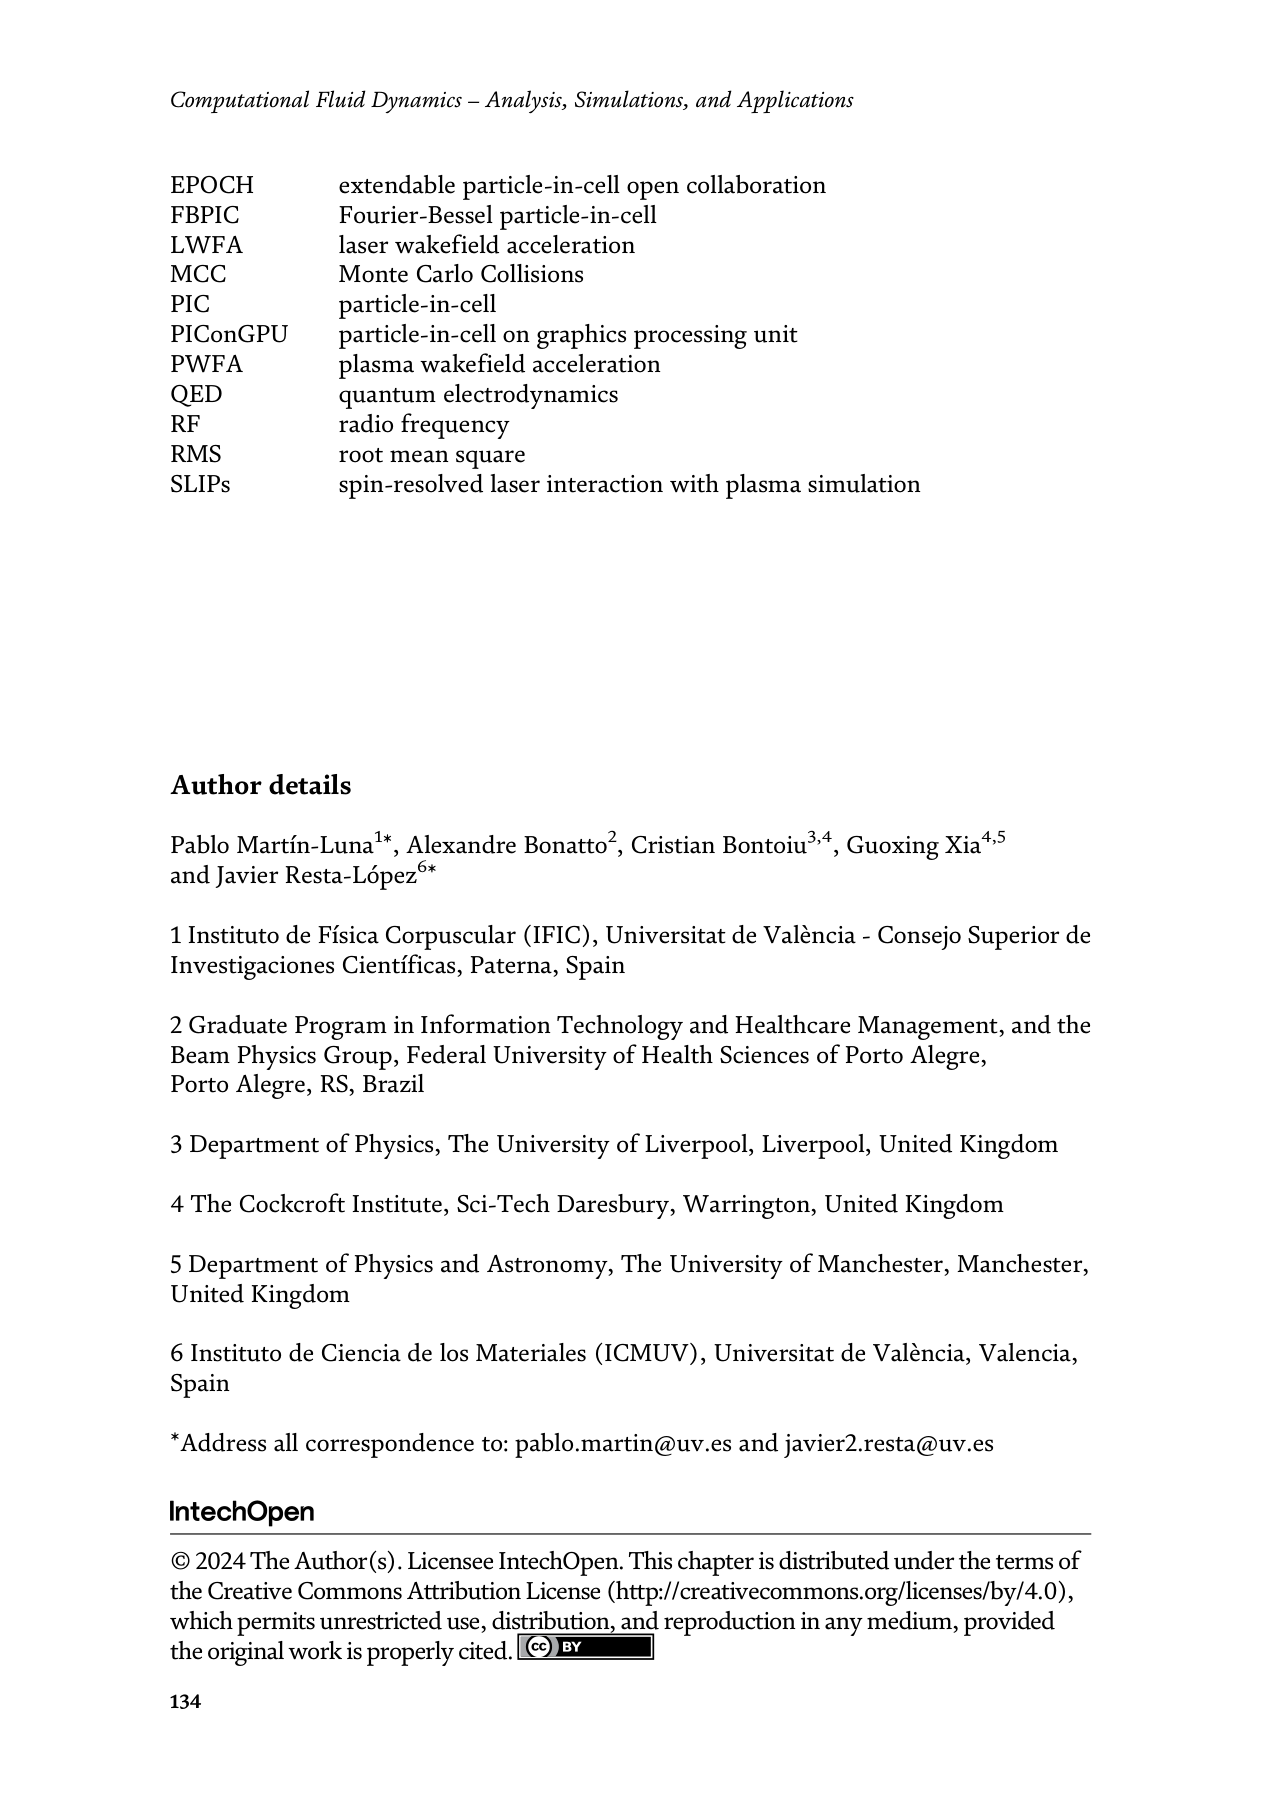 Computational Fluid Dynamics – Analysis, Simulations, and Applications
EPOCH extendable particle-in-cell open collaboration
FBPIC Fourier-Bessel particle-in-cell
LWFA laser wakefield acceleration
MCC Monte Carlo Collisions
PIC particle-in-cell
PIConGPU particle-in-cell on graphics processing unit
PWFA plasma wakefield acceleration
QED quantum electrodynamics
RF radio frequency
RMS root mean square
SLIPs spin-resolved laser interaction with plasma simulation
Author details
Pablo Martín-Luna1*, Alexandre Bonatto2, Cristian Bontoiu3,4, Guoxing Xia4,5
and Javier Resta-López6*
1 Instituto de Física Corpuscular (IFIC), Universitat de València - Consejo Superior de
Investigaciones Científicas, Paterna, Spain
2 Graduate Program in Information Technology and Healthcare Management, and the
Beam Physics Group, Federal University of Health Sciences of Porto Alegre,
Porto Alegre, RS, Brazil
3 Department of Physics, The University of Liverpool, Liverpool, United Kingdom
4 The Cockcroft Institute, Sci-Tech Daresbury, Warrington, United Kingdom
5 Department of Physics and Astronomy, The University of Manchester, Manchester,
United Kingdom
6 Instituto de Ciencia de los Materiales (ICMUV), Universitat de València, Valencia,
Spain
*Address all correspondence to: pablo.martin@uv.es and javier2.resta@uv.es
IntechOpen
© 2024 The Author(s). Licensee IntechOpen. This chapter is distributed under the terms of
the Creative Commons Attribution License (http://creativecommons.org/licenses/by/4.0),
which permits unrestricted use, distribution, and reproduction in any medium, provided
the original work is properly cited. cc BY
134